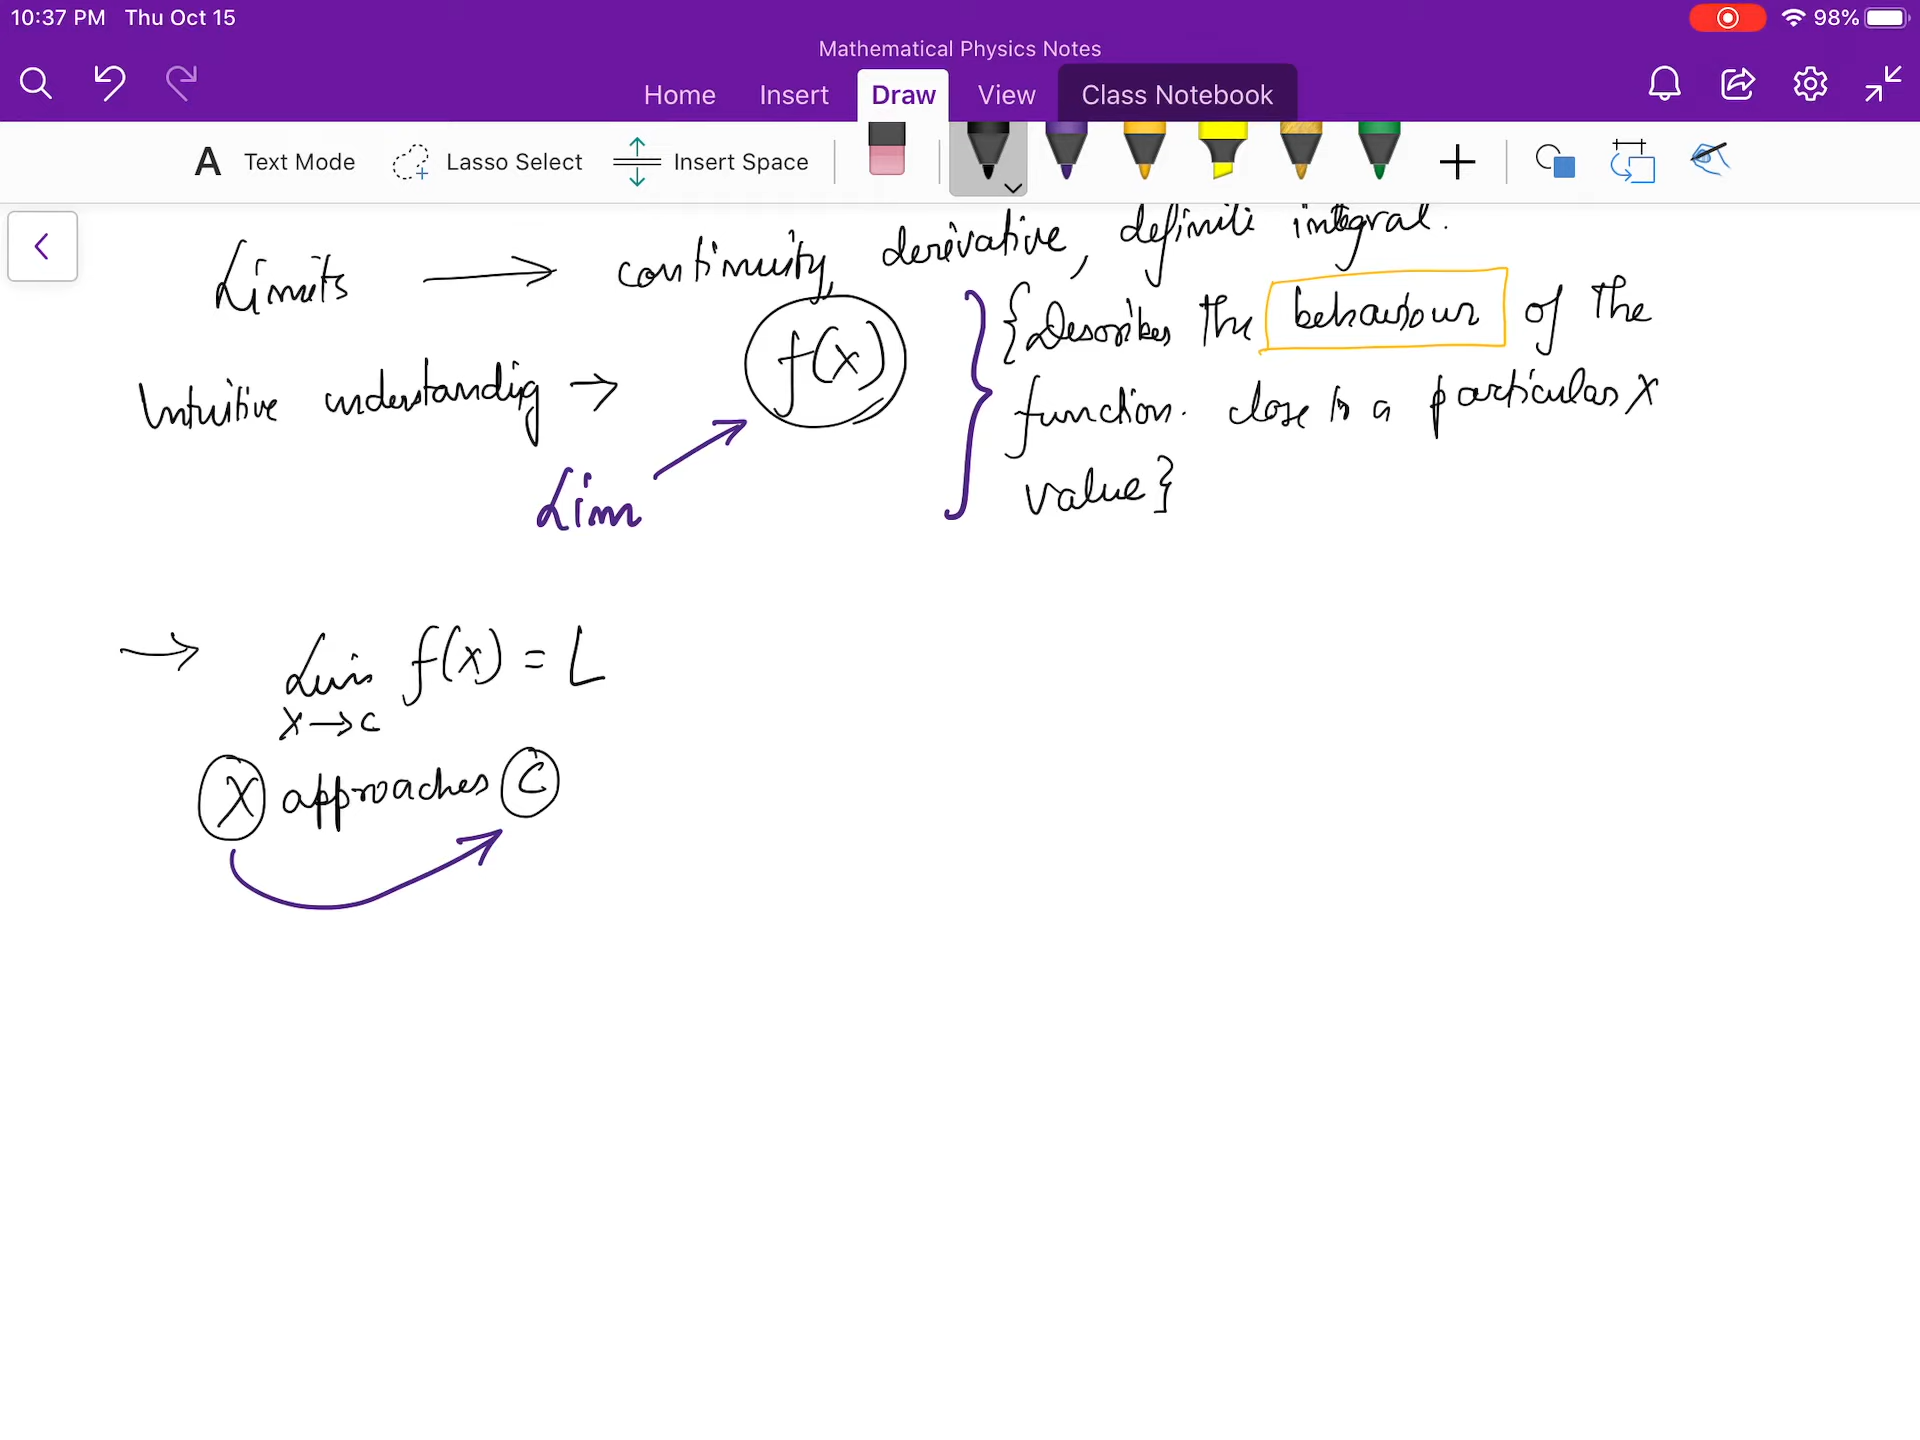 10:37 PM Thu Oct 15
98%
Mathematical Physics Notes
Home Insert Draw View Class Notebook
A Text Mode Lasso Select Insert Space
Limits → continuity, derivative, definite integral.
Intuitive understandig → f(x)
Lim
{Describes the behaviour of the
function. close to a particular x
value}
→ Lim f(x) = L
x→c
x approaches c